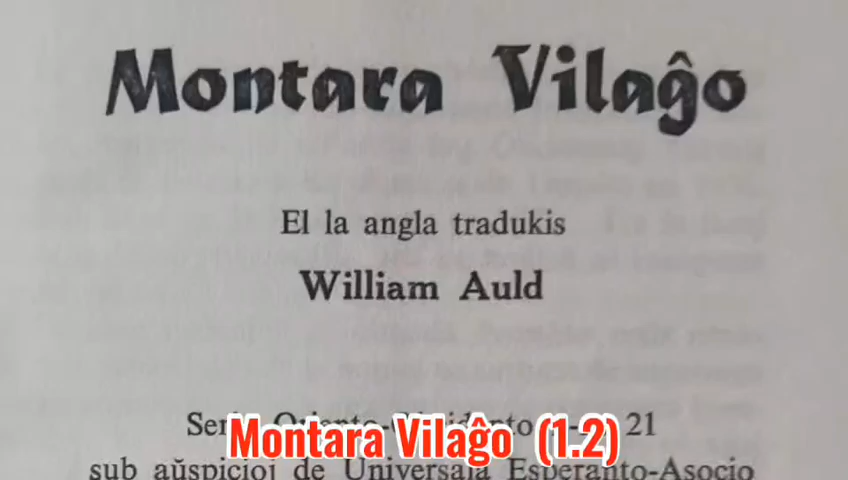 Montara Vilaĝo
El la angla tradukis
William Auld
21
Montara Vilaĝo (1.2)
sub aŭspicioj de Universala Esperanto-Asocio